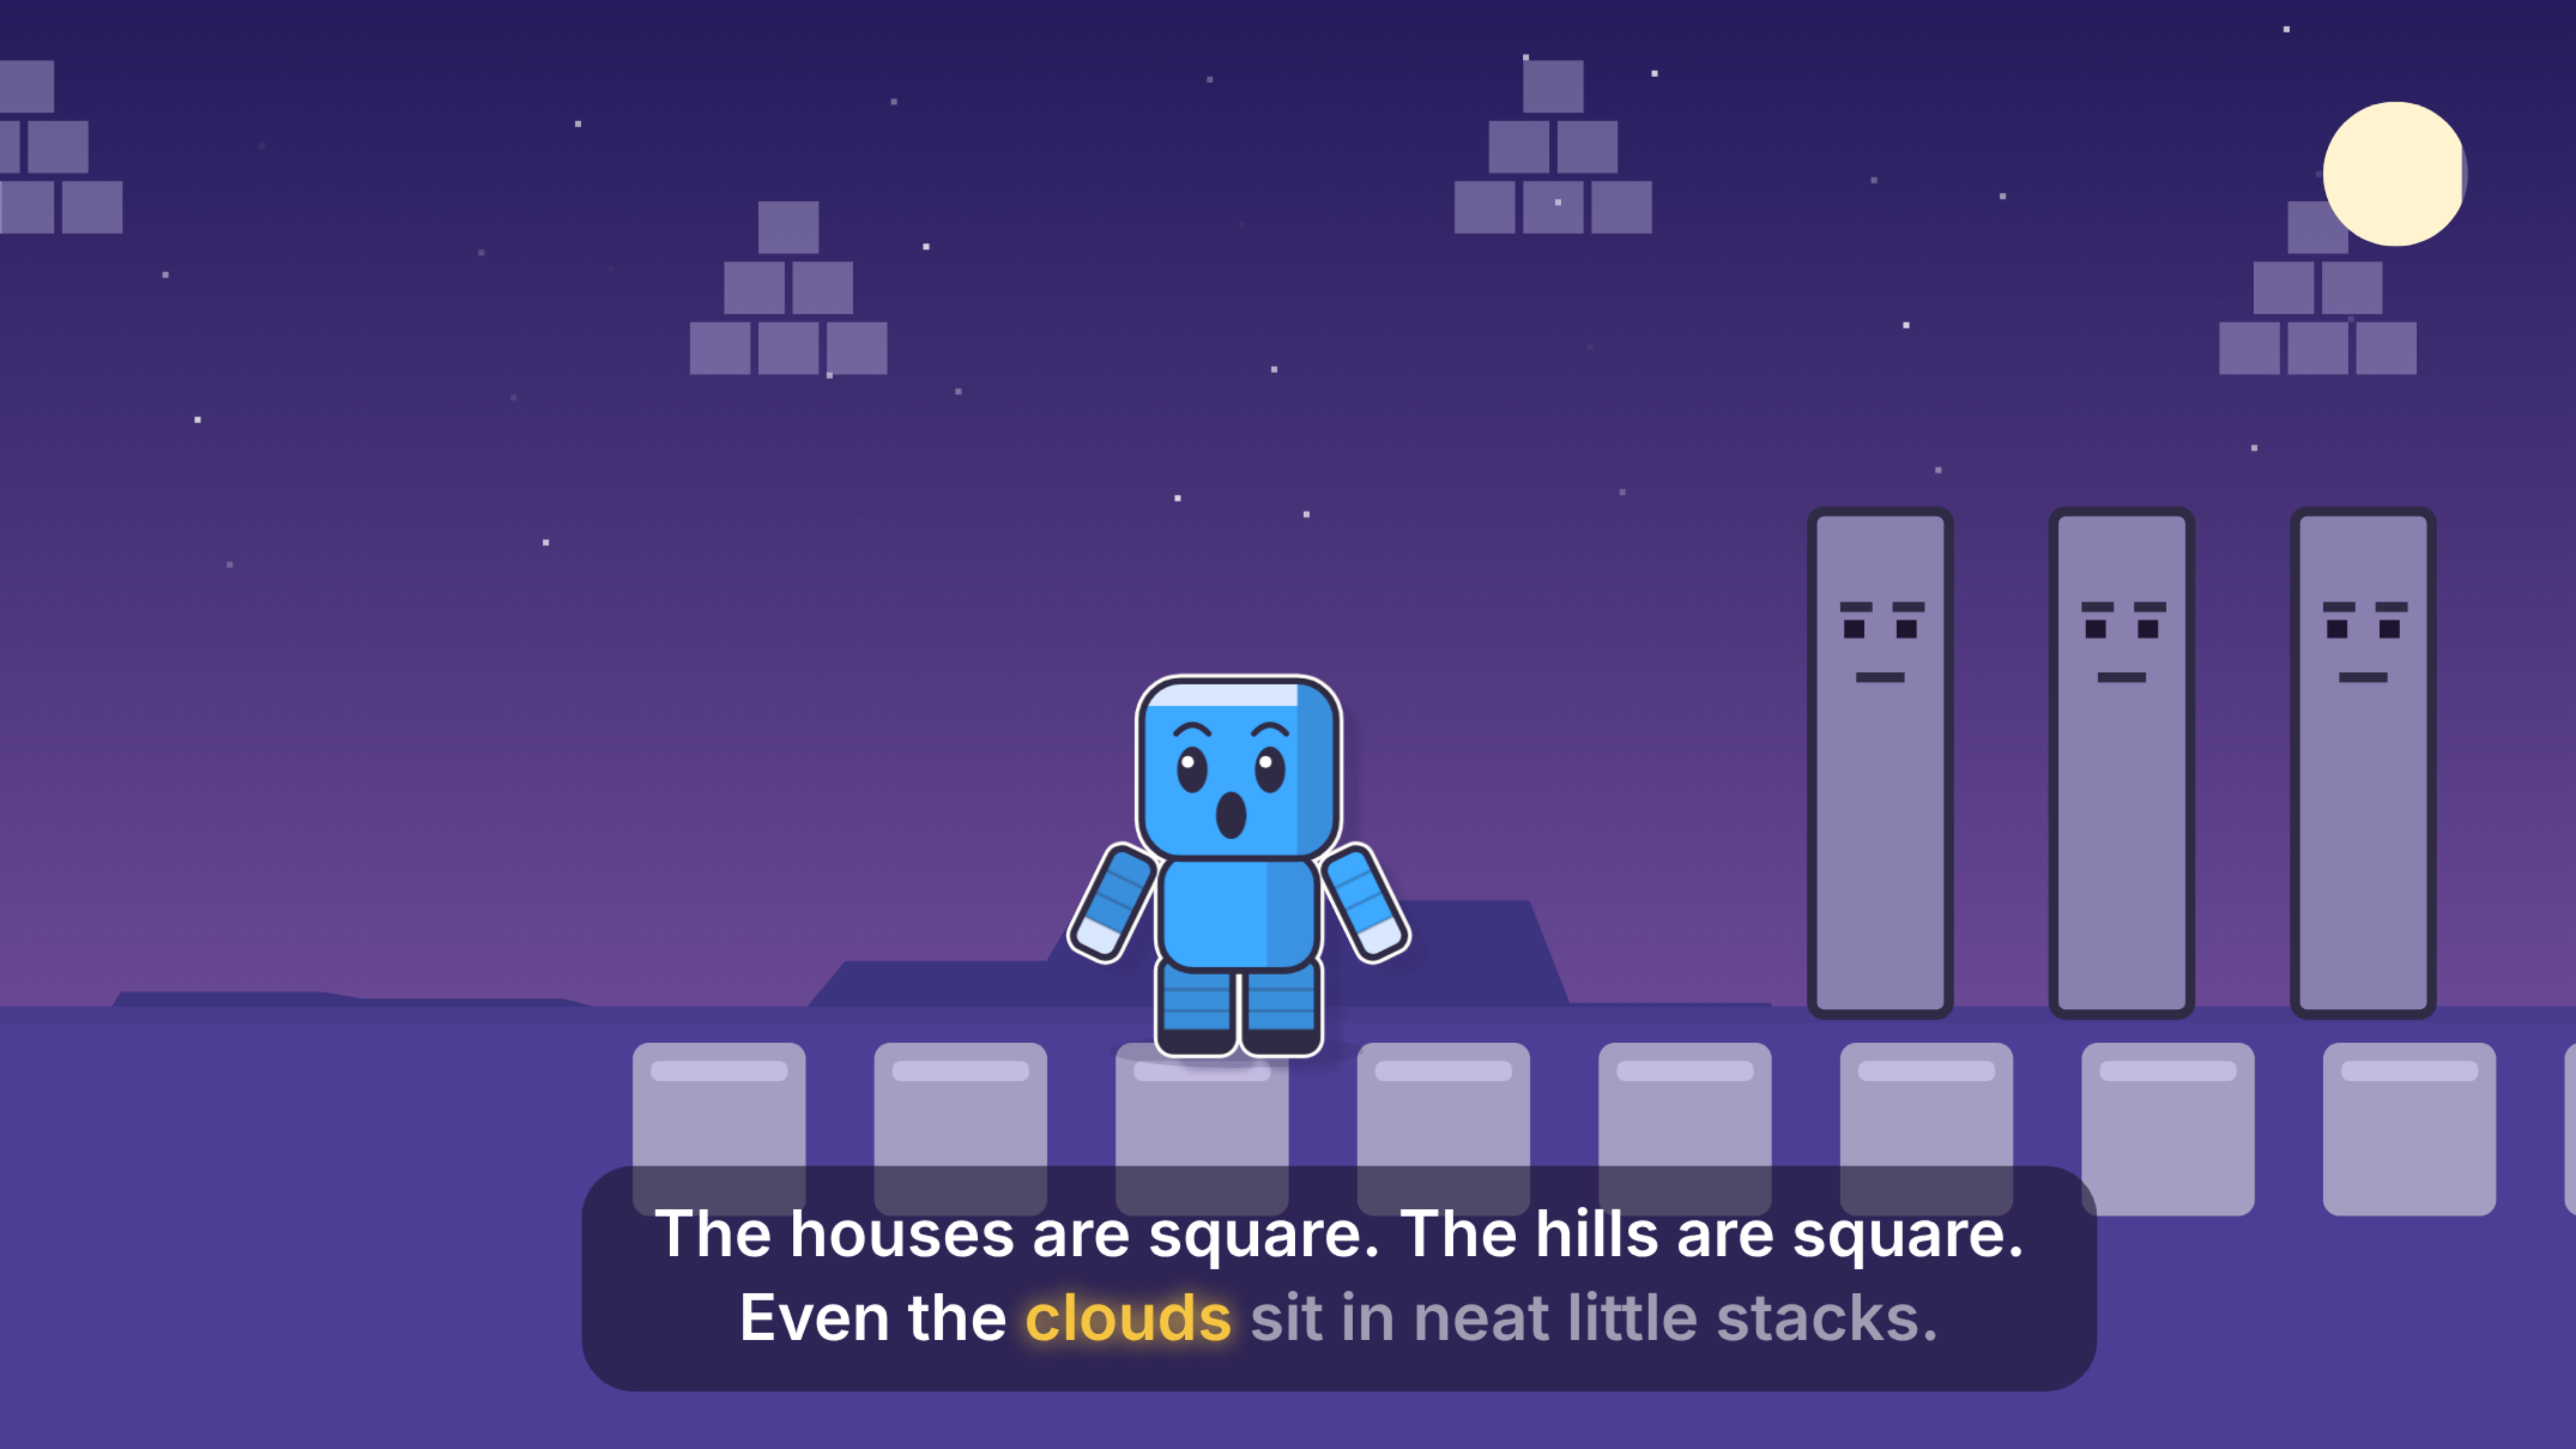 The houses are square. The hills are square.
Even the clouds sit in neat little stacks.